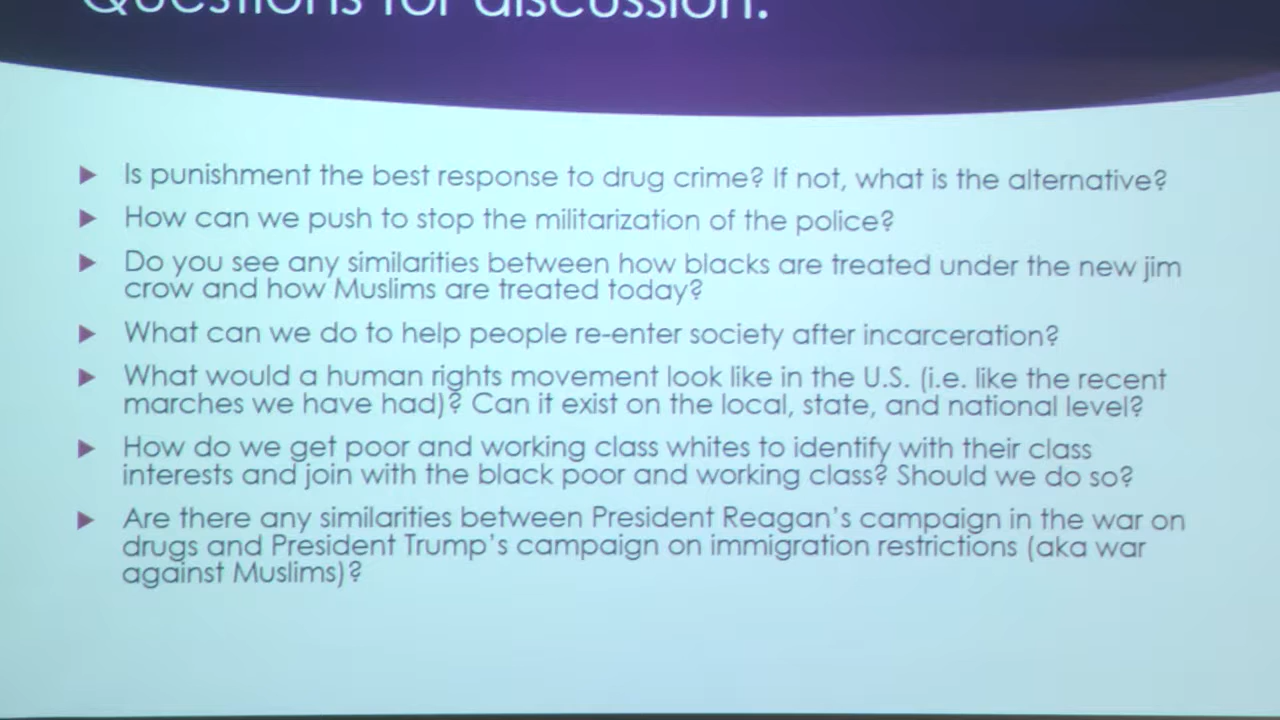 Questions for discussion:
Is punishment the best response to drug crime? If not, what is the alternative?
How can we push to stop the militarization of the police?
Do you see any similarities between how blacks are treated under the new jim
crow and how Muslims are treated today?
What can we do to help people re-enter society after incarceration?
What would a human rights movement look like in the U.S. (i.e. like the recent
marches we have had)? Can it exist on the local, state, and national level?
How do we get poor and working class whites to identify with their class
interests and join with the black poor and working class? Should we do so?
Are there any similarities between President Reagan's campaign in the war on
drugs and President Trump's campaign on immigration restrictions (aka war
against Muslims)?